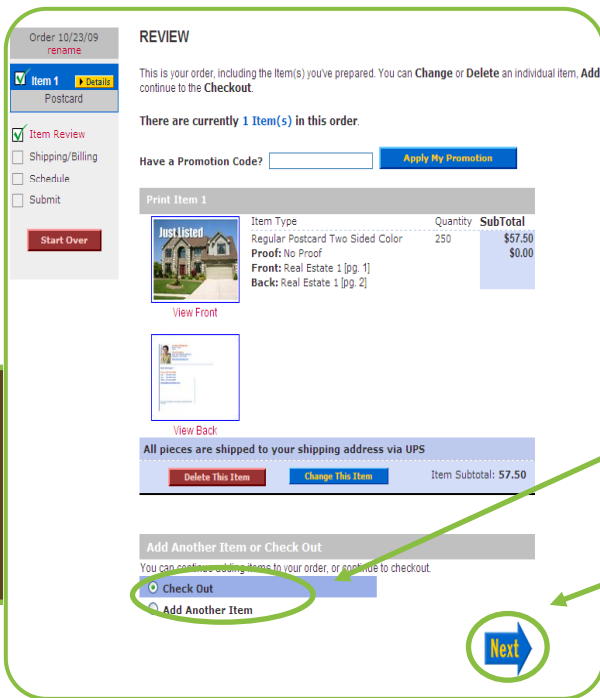 Order 10/23/09
rename
Item 1 Details
Postcard
Item Review
Shipping/Billing
Schedule
Submit
Start Over
REVIEW
This is your order, including the Item(s) you've prepared. You can Change or Delete an individual item, Add
continue to the Checkout.
There are currently 1 Item(s) in this order.
Have a Promotion Code? Apply My Promotion
Print Item 1
Item Type Quantity SubTotal
Regular Postcard Two Sided Color 250 $57.50
Proof: No Proof $0.00
Front: Real Estate 1 [pg. 1]
Back: Real Estate 1 [pg. 2]
Just Listed
View Front
View Back
All pieces are shipped to your shipping address via UPS
Delete This Item Change This Item Item Subtotal: 57.50
Add Another Item or Check Out
You can continue adding items to your order, or continue to checkout.
Check Out
Add Another Item
Next